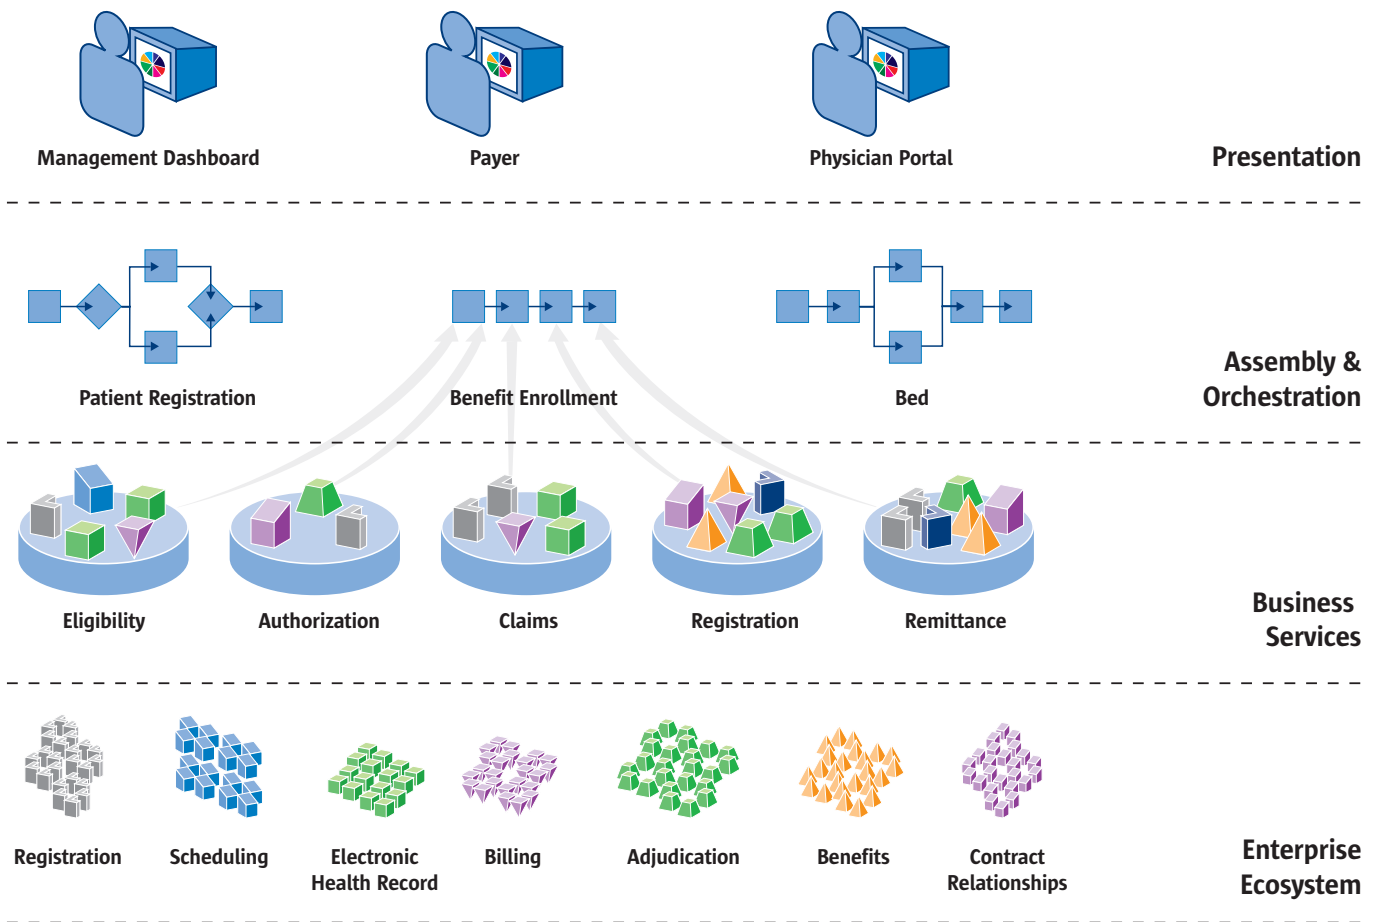 Management Dashboard
Payer
Physician Portal
Presentation
Patient Registration
Benefit Enrollment
Bed
Assembly &
Orchestration
Eligibility
Authorization
Claims
Registration
Remittance
Business
Services
Registration
Scheduling
Electronic
Health Record
Billing
Adjudication
Benefits
Contract
Relationships
Enterprise
Ecosystem